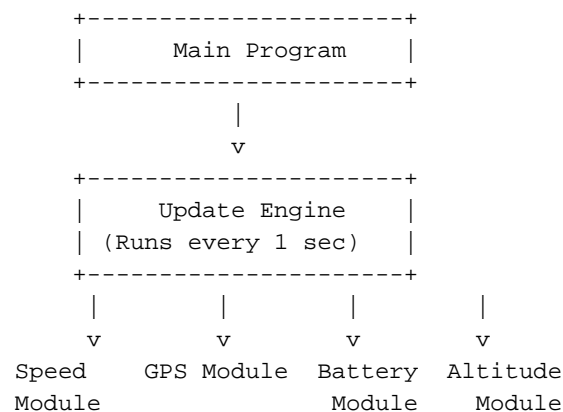 +----------------------+
|      Main Program    |
+----------------------+
|
v
+----------------------+
|     Update Engine    |
| (Runs every 1 sec)   |
+----------------------+
|        |        |        |
v        v        v        v
Speed    GPS Module  Battery  Altitude
Module                Module    Module